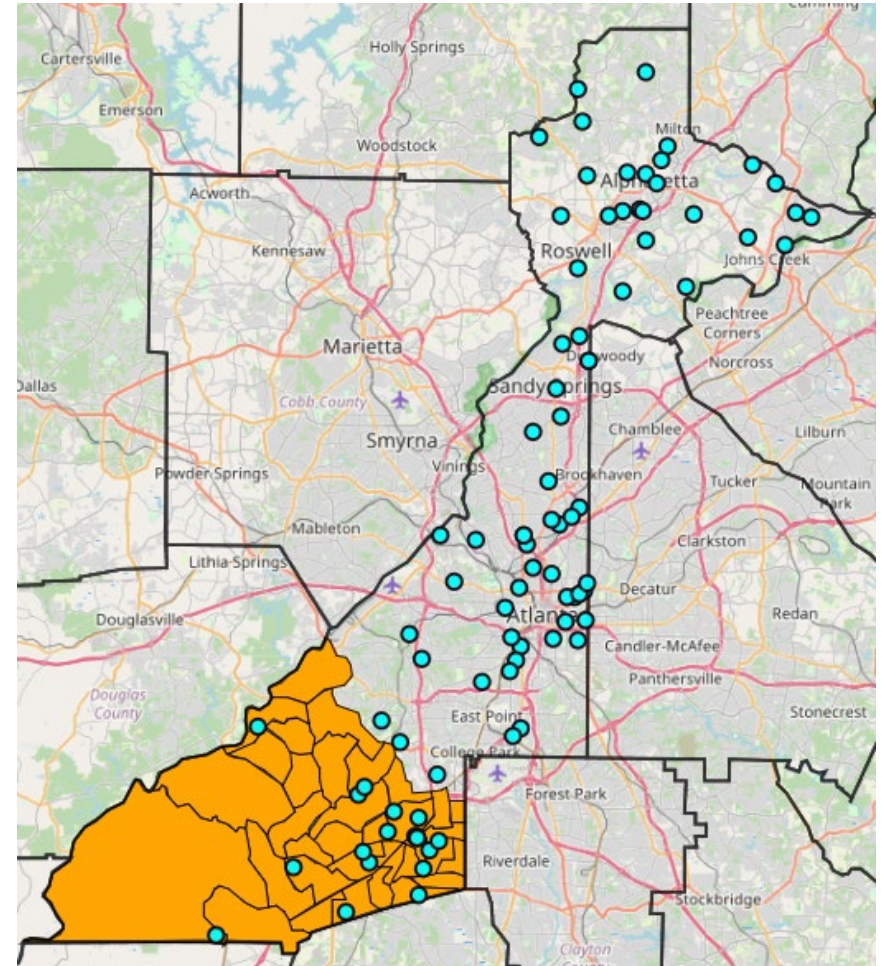 Cumming
Cartersville
Holly Springs
Emerson
Milton
Woodstock
Alpharetta
Acworth
Kennesaw
Roswell
Johns Creek
Peachtree
Corners
Marietta
Dunwoody
Norcross
Dallas
Sandy Springs
Cobb County
Chamblee
Lilburn
Smyrna
Vinings
Powder Springs
Brookhaven
Tucker
Mountain
Park
Mableton
Clarkston
Lithia Springs
Decatur
Redan
Douglasville
Atlanta
Candler-McAfee
Panthersville
Douglas
County
East Point
Stonecrest
College Park
Forest Park
Riverdale
Stockbridge
Clayton